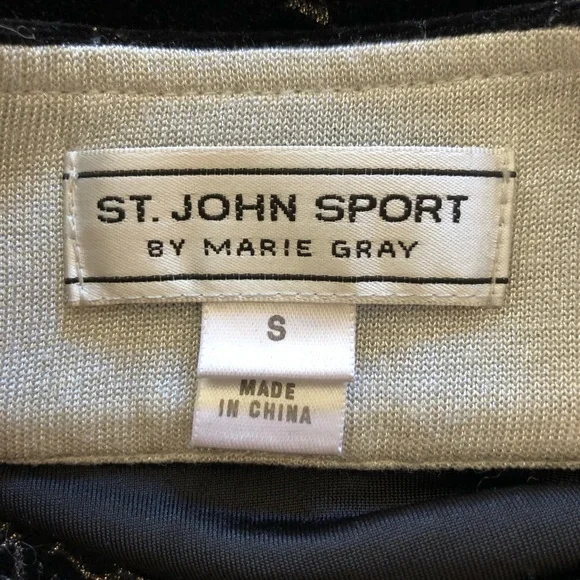 ST. JOHN SPORT
BY MARIE GRAY
S
MADE
IN CHINA